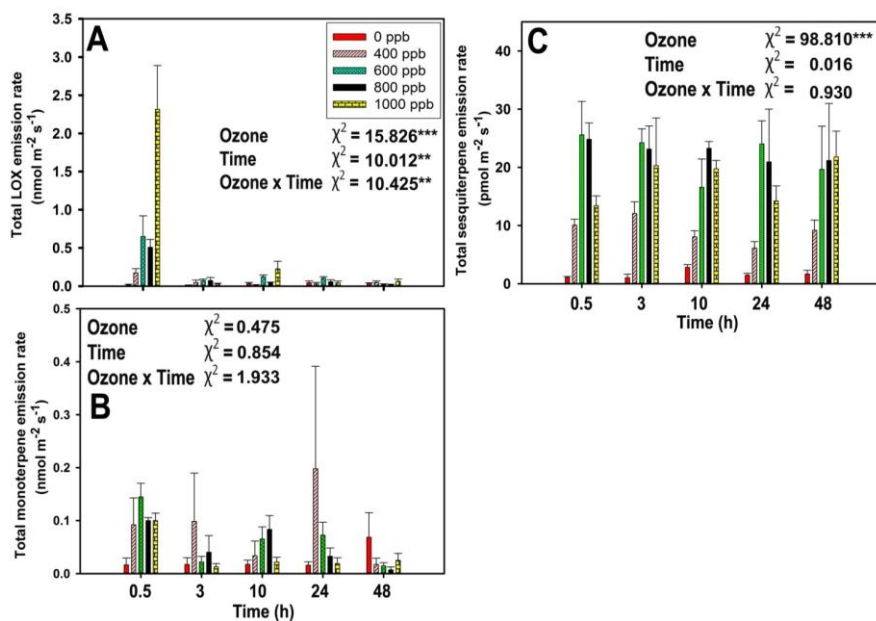 A
Total LOX emission rate
(nmol m⁻² s⁻¹)
3.5
3.0
2.5
2.0
1.5
1.0
0.5
0.0
0 ppb
400 ppb
600 ppb
800 ppb
1000 ppb
Ozone χ² = 15.826***
Time χ² = 10.012**
Ozone x Time χ² = 10.425**
B
Total monoterpene emission rate
(nmol m⁻² s⁻¹)
0.5
0.4
0.3
0.2
0.1
0.0
Ozone χ² = 0.475
Time χ² = 0.854
Ozone x Time χ² = 1.933
0.5 3 10 24 48
Time (h)
C
Total sesquiterpene emission rate
(pmol m⁻² s⁻¹)
40
30
20
10
0
Ozone χ² = 98.810***
Time χ² = 0.016
Ozone x Time χ² = 0.930
0.5 3 10 24 48
Time (h)